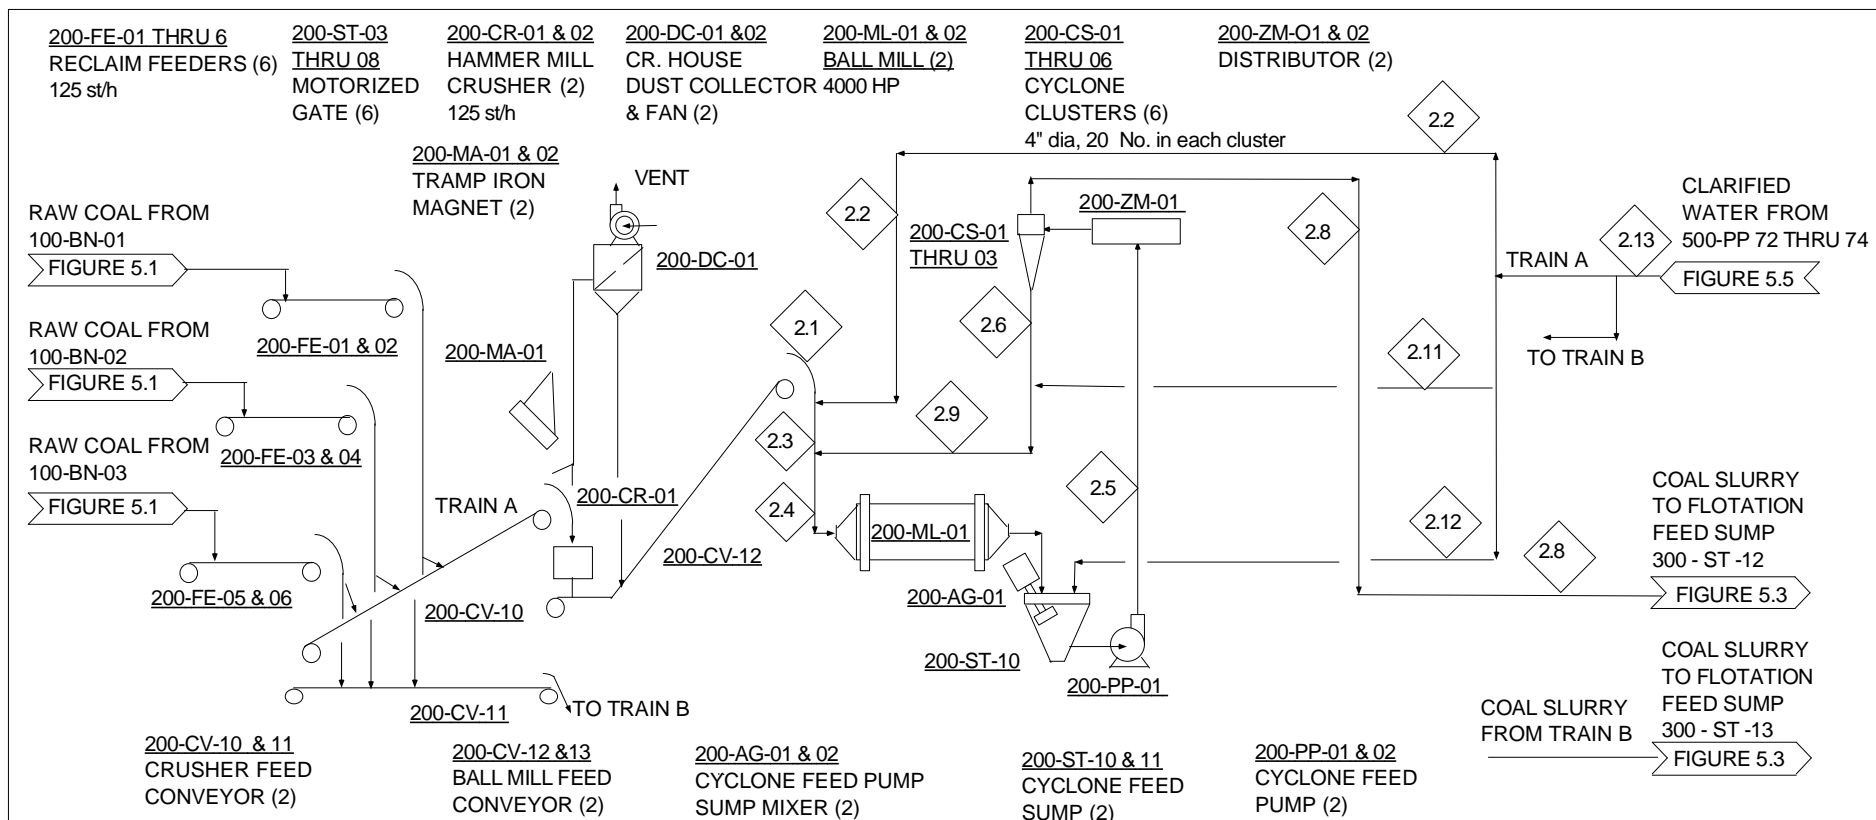 200-FE-01 THRU 6
RECLAIM FEEDERS (6)
125 st/h
200-ST-03
THRU 08
MOTORIZED
GATE (6)
200-CR-01 & 02
HAMMER MILL
CRUSHER (2)
125 st/h
200-DC-01 &02
CR. HOUSE
DUST COLLECTOR
& FAN (2)
200-ML-01 & 02
BALL MILL (2)
4000 HP
200-CS-01
THRU 06
CYCLONE
CLUSTERS (6)
4" dia, 20 No. in each cluster
200-ZM-O1 & 02
DISTRIBUTOR (2)
200-MA-01 & 02
TRAMP IRON
MAGNET (2)
VENT
RAW COAL FROM
100-BN-01
FIGURE 5.1
200-FE-01 & 02
RAW COAL FROM
100-BN-02
FIGURE 5.1
200-FE-03 & 04
RAW COAL FROM
100-BN-03
FIGURE 5.1
200-FE-05 & 06
200-DC-01
200-MA-01
TRAIN A
200-CR-01
200-CV-12
200-CV-10
200-CV-11
TO TRAIN B
2.1
2.2
2.3
2.4
200-CS-01
THRU 03
200-ZM-01
2.6
2.9
2.5
2.8
2.2
2.11
2.12
2.13
CLARIFIED
WATER FROM
500-PP 72 THRU 74
FIGURE 5.5
TRAIN A
TO TRAIN B
200-ML-01
200-AG-01
200-ST-10
200-PP-01
2.8
COAL SLURRY
TO FLOTATION
FEED SUMP
300 - ST -12
FIGURE 5.3
COAL SLURRY
TO FLOTATION
FEED SUMP
300 - ST -13
FIGURE 5.3
COAL SLURRY
FROM TRAIN B
200-CV-10 & 11
CRUSHER FEED
CONVEYOR (2)
200-CV-12 &13
BALL MILL FEED
CONVEYOR (2)
200-AG-01 & 02
CYCLONE FEED PUMP
SUMP MIXER (2)
200-ST-10 & 11
CYCLONE FEED
SUMP (2)
200-PP-01 & 02
CYCLONE FEED
PUMP (2)